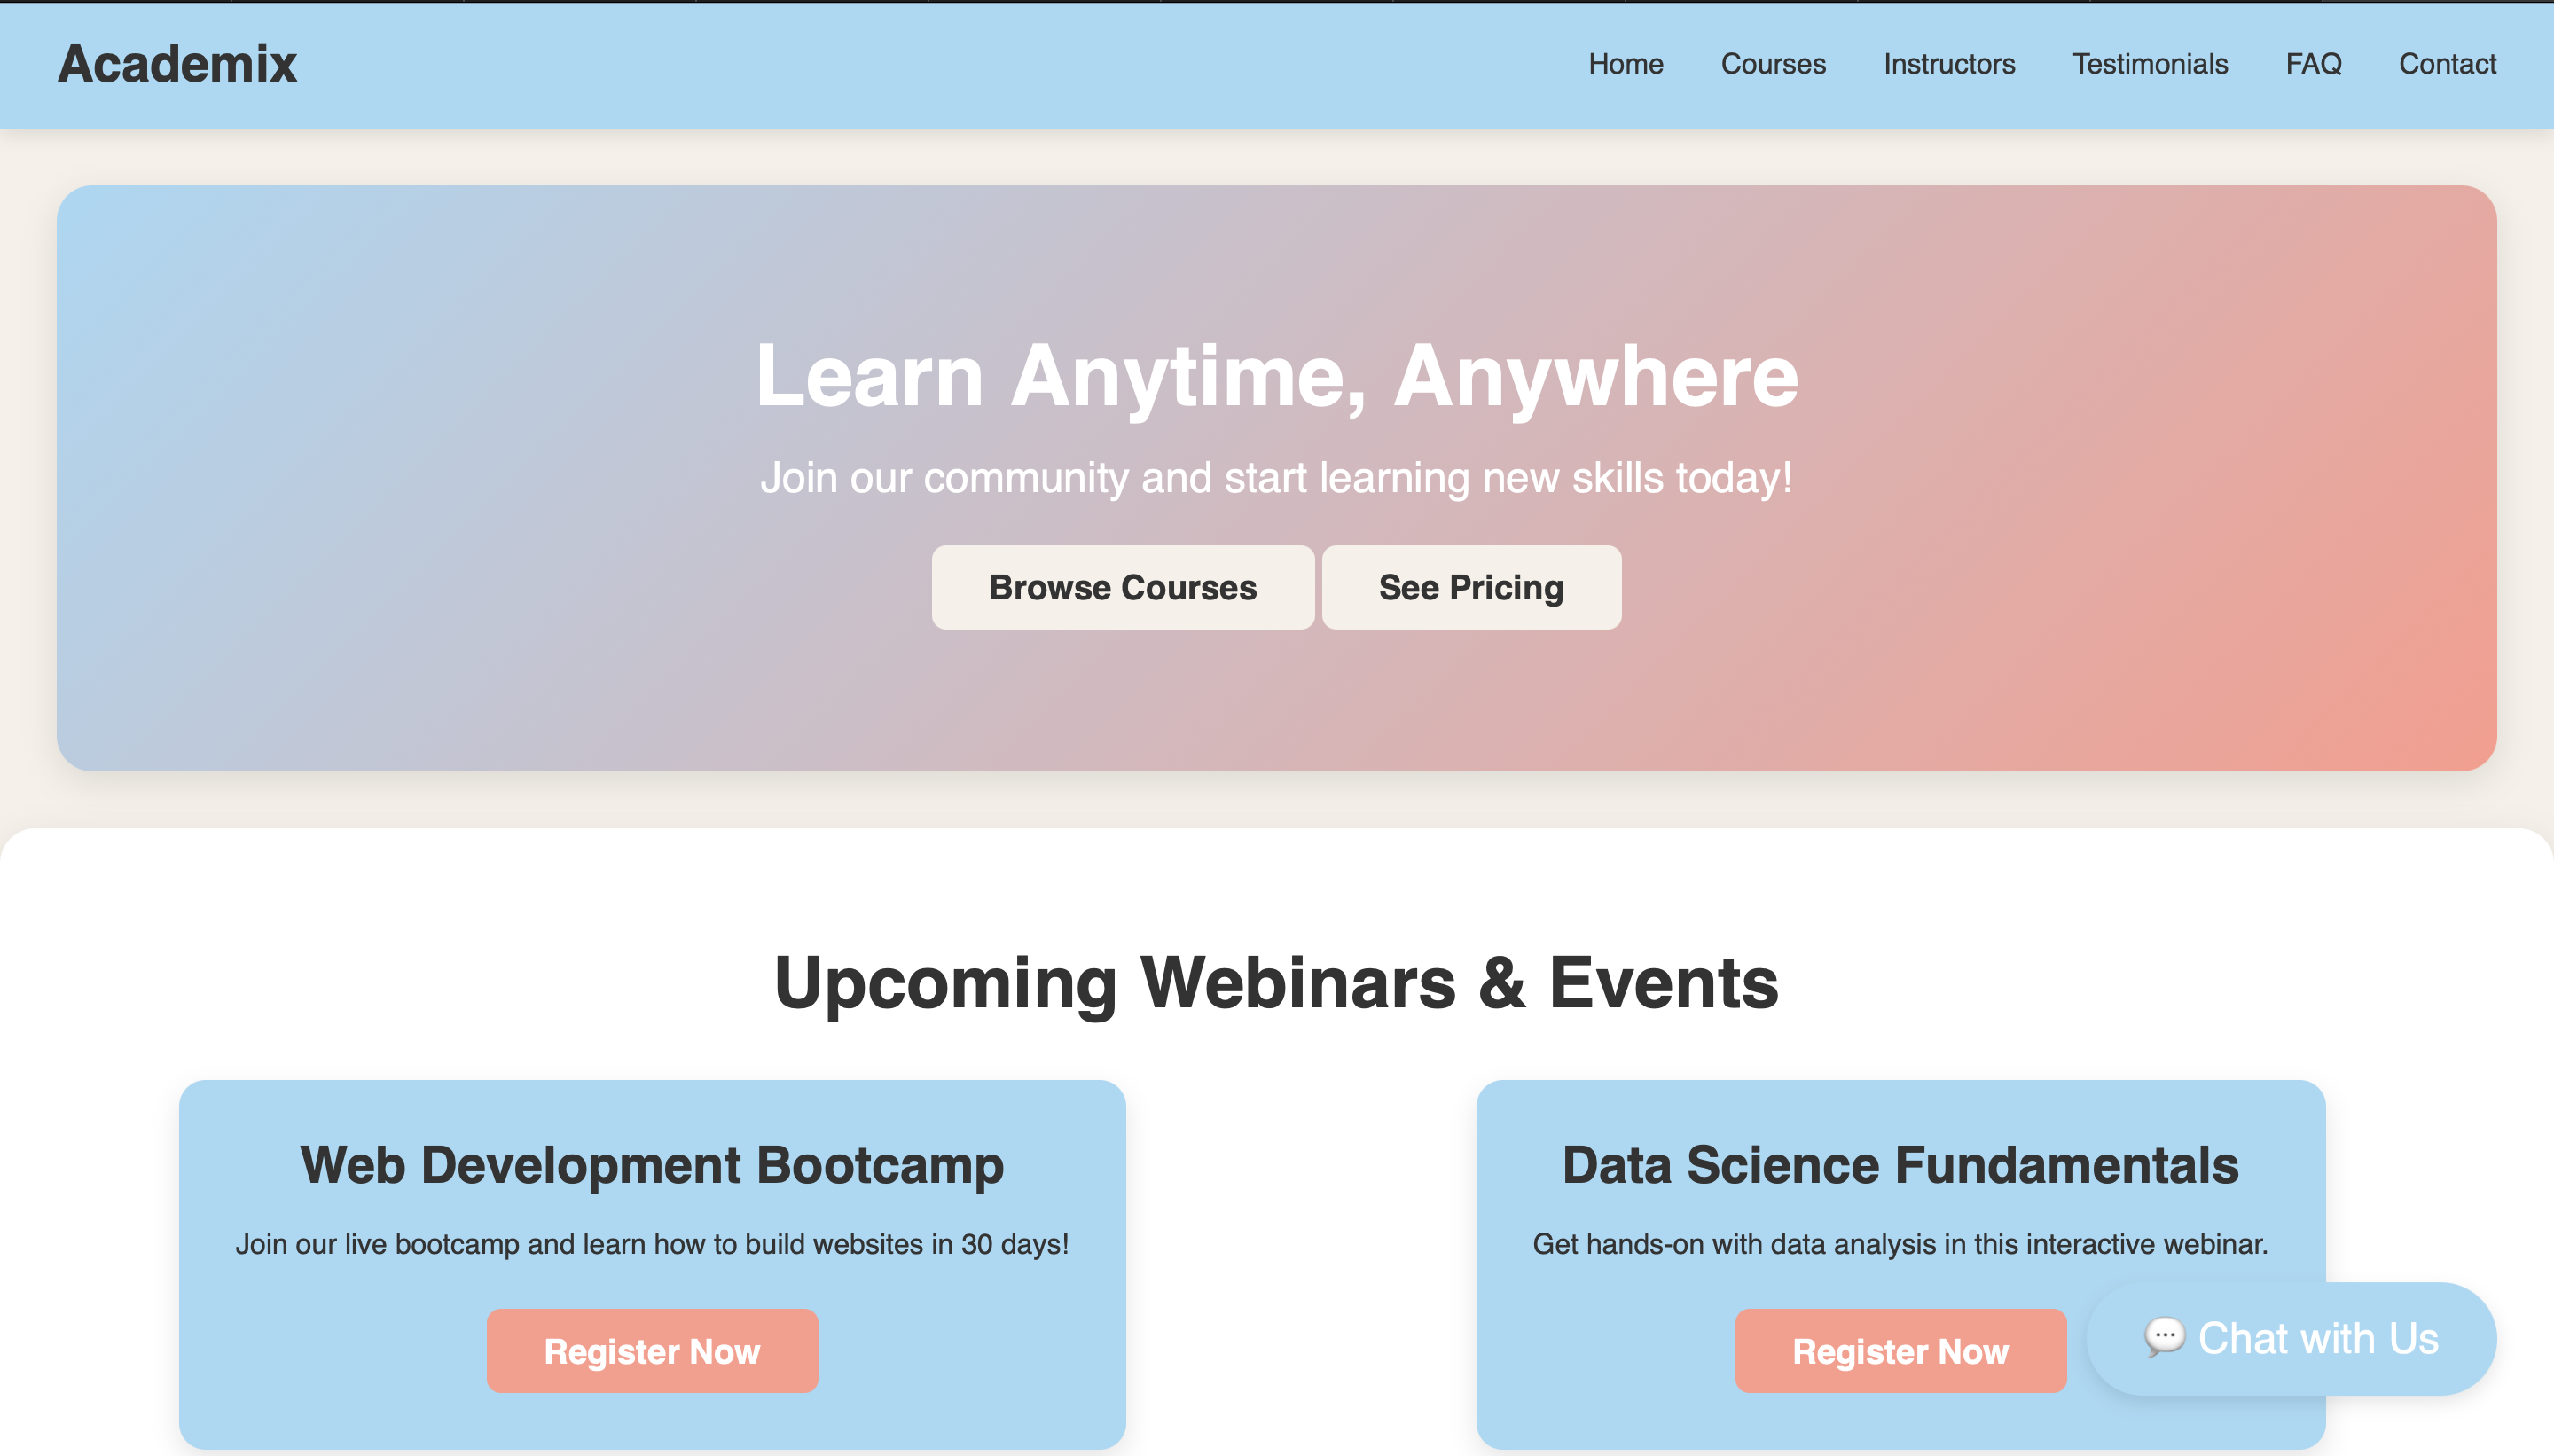 Academix
Home Courses Instructors Testimonials FAQ Contact
Learn Anytime, Anywhere
Join our community and start learning new skills today!
Browse Courses
See Pricing
Upcoming Webinars & Events
Web Development Bootcamp
Join our live bootcamp and learn how to build websites in 30 days!
Register Now
Data Science Fundamentals
Get hands-on with data analysis in this interactive webinar.
Register Now
💬 Chat with Us